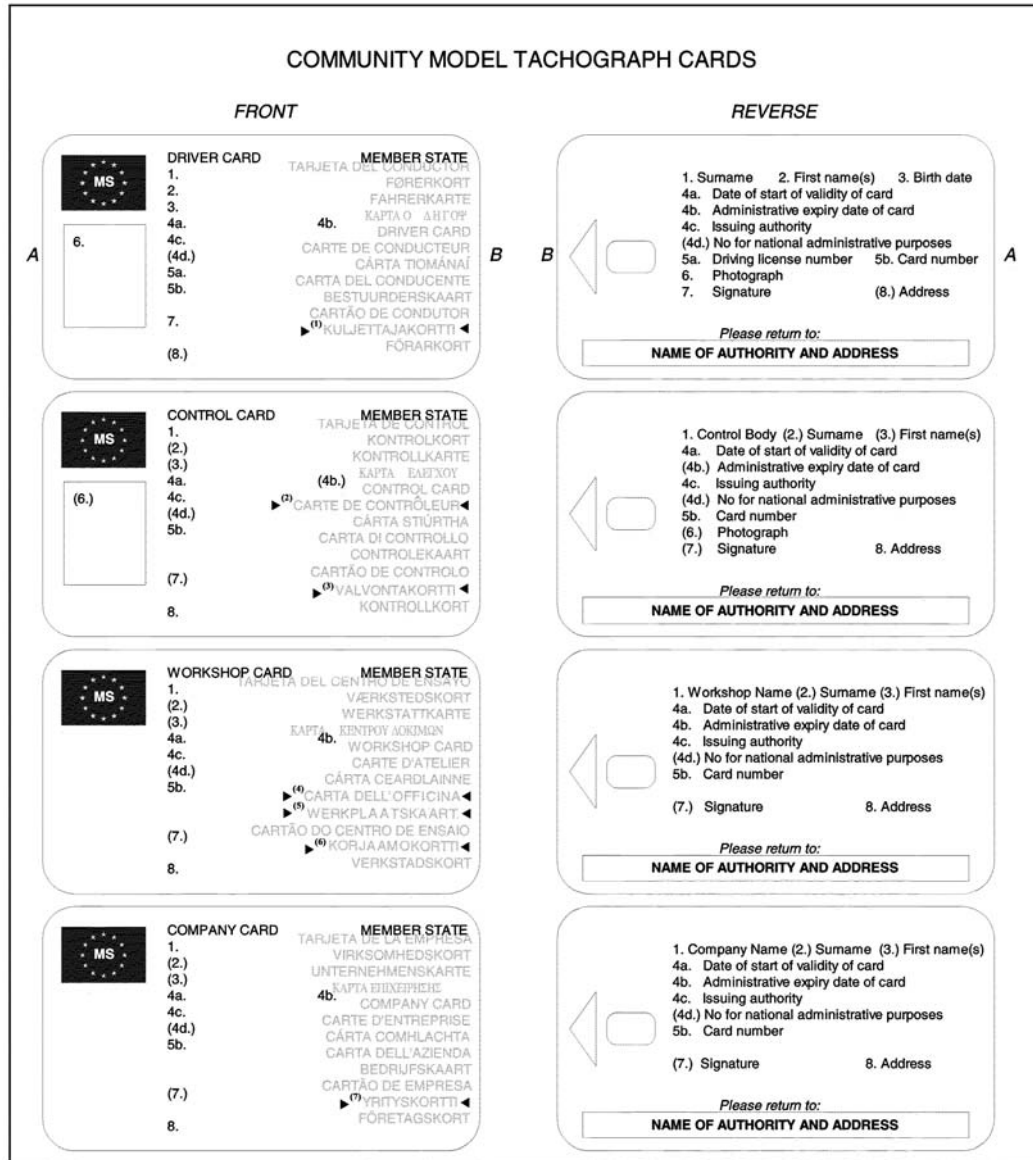 COMMUNITY MODEL TACHOGRAPH CARDS
FRONT
REVERSE
A
B
MS
DRIVER CARD MEMBER STATE
1.
2.
3.
4a. 4b.
4c.
(4d.)
5a.
5b.
6.
7.
(8.)
TARJETA DEL CONDUCTOR
FØRERKORT
FAHRERKARTE
ΚΑΡΤΑ Ο ΔΗΓΟΥ
DRIVER CARD
CARTE DE CONDUCTEUR
CÁRTA TIOMÁNAÍ
CARTA DEL CONDUCENTE
BESTUURDERSKAART
CARTÃO DE CONDUTOR
►(1) KULJETTAJAKORTTI ◄
FÖRARKORT
B
A
1. Surname 2. First name(s) 3. Birth date
4a. Date of start of validity of card
4b. Administrative expiry date of card
4c. Issuing authority
(4d.) No for national administrative purposes
5a. Driving license number 5b. Card number
6. Photograph
7. Signature (8.) Address
Please return to:
NAME OF AUTHORITY AND ADDRESS
MS
CONTROL CARD MEMBER STATE
1.
(2.)
(3.)
4a. (4b.)
4c.
(4d.)
5b.
(6.)
(7.)
8.
TARJETA DE CONTROL
KONTROLKORT
KONTROLLKARTE
ΚΑΡΤΑ ΕΛΕΓΧΟΥ
CONTROL CARD
►(2) CARTE DE CONTRÔLEUR ◄
CÁRTA STIÚRTHA
CARTA DI CONTROLLO
CONTROLEKAART
CARTÃO DE CONTROLO
►(3) VALVONTAKORTTI ◄
KONTROLLKORT
1. Control Body (2.) Surname (3.) First name(s)
4a. Date of start of validity of card
(4b.) Administrative expiry date of card
4c. Issuing authority
(4d.) No for national administrative purposes
5b. Card number
(6.) Photograph
(7.) Signature 8. Address
Please return to:
NAME OF AUTHORITY AND ADDRESS
MS
WORKSHOP CARD MEMBER STATE
1.
(2.)
(3.)
4a. 4b.
4c.
(4d.)
5b.
(7.)
8.
TARJETA DEL CENTRO DE ENSAYO
VÆRKSTEDSKORT
WERKSTATTKARTE
ΚΑΡΤΑ ΚΕΝΤΡΟΥ ΔΟΚΙΜΩΝ
WORKSHOP CARD
CARTE D'ATELIER
CÁRTA CEARDLAINNE
►(4) CARTA DELL'OFFICINA ◄
►(5) WERKPLAATSKAART. ◄
CARTÃO DO CENTRO DE ENSAIO
►(6) KORJAAMOKORTTI ◄
VERKSTADSKORT
1. Workshop Name (2.) Surname (3.) First name(s)
4a. Date of start of validity of card
4b. Administrative expiry date of card
4c. Issuing authority
(4d.) No for national administrative purposes
5b. Card number
(7.) Signature 8. Address
Please return to:
NAME OF AUTHORITY AND ADDRESS
MS
COMPANY CARD MEMBER STATE
1.
(2.)
(3.)
4a. 4b.
4c.
(4d.)
5b.
(7.)
8.
TARJETA DE LA EMPRESA
VIRKSOMHEDSKORT
UNTERNEHMENSKARTE
ΚΑΡΤΑ ΕΠΙΧΕΙΡΗΣΗΣ
COMPANY CARD
CARTE D'ENTREPRISE
CÁRTA COMHLACHTA
CARTA DELL'AZIENDA
BEDRIJFSKAART
CARTÃO DE EMPRESA
►(7) YRITYSKORTTI ◄
FÖRETAGSKORT
1. Company Name (2.) Surname (3.) First name(s)
4a. Date of start of validity of card
4b. Administrative expiry date of card
4c. Issuing authority
(4d.) No for national administrative purposes
5b. Card number
(7.) Signature 8. Address
Please return to:
NAME OF AUTHORITY AND ADDRESS